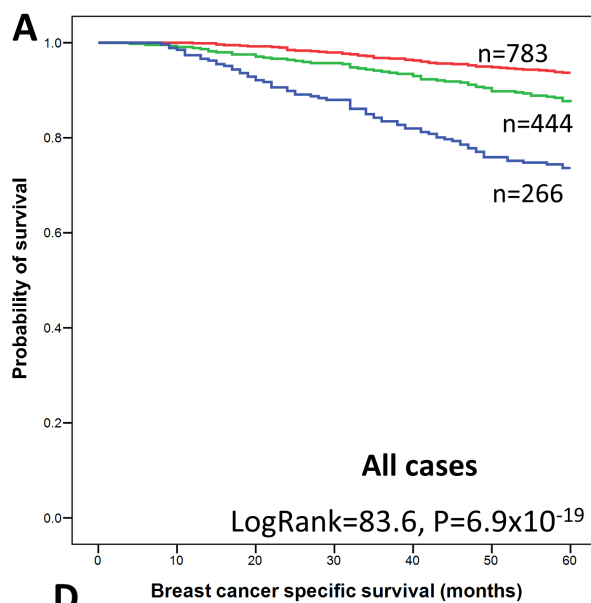 A
1.0
0.8
0.6
0.4
0.2
0.0
Probability of survival
n=783
n=444
n=266
All cases
LogRank=83.6, P=6.9x10⁻¹⁹
0 10 20 30 40 50 60
Breast cancer specific survival (months)
D